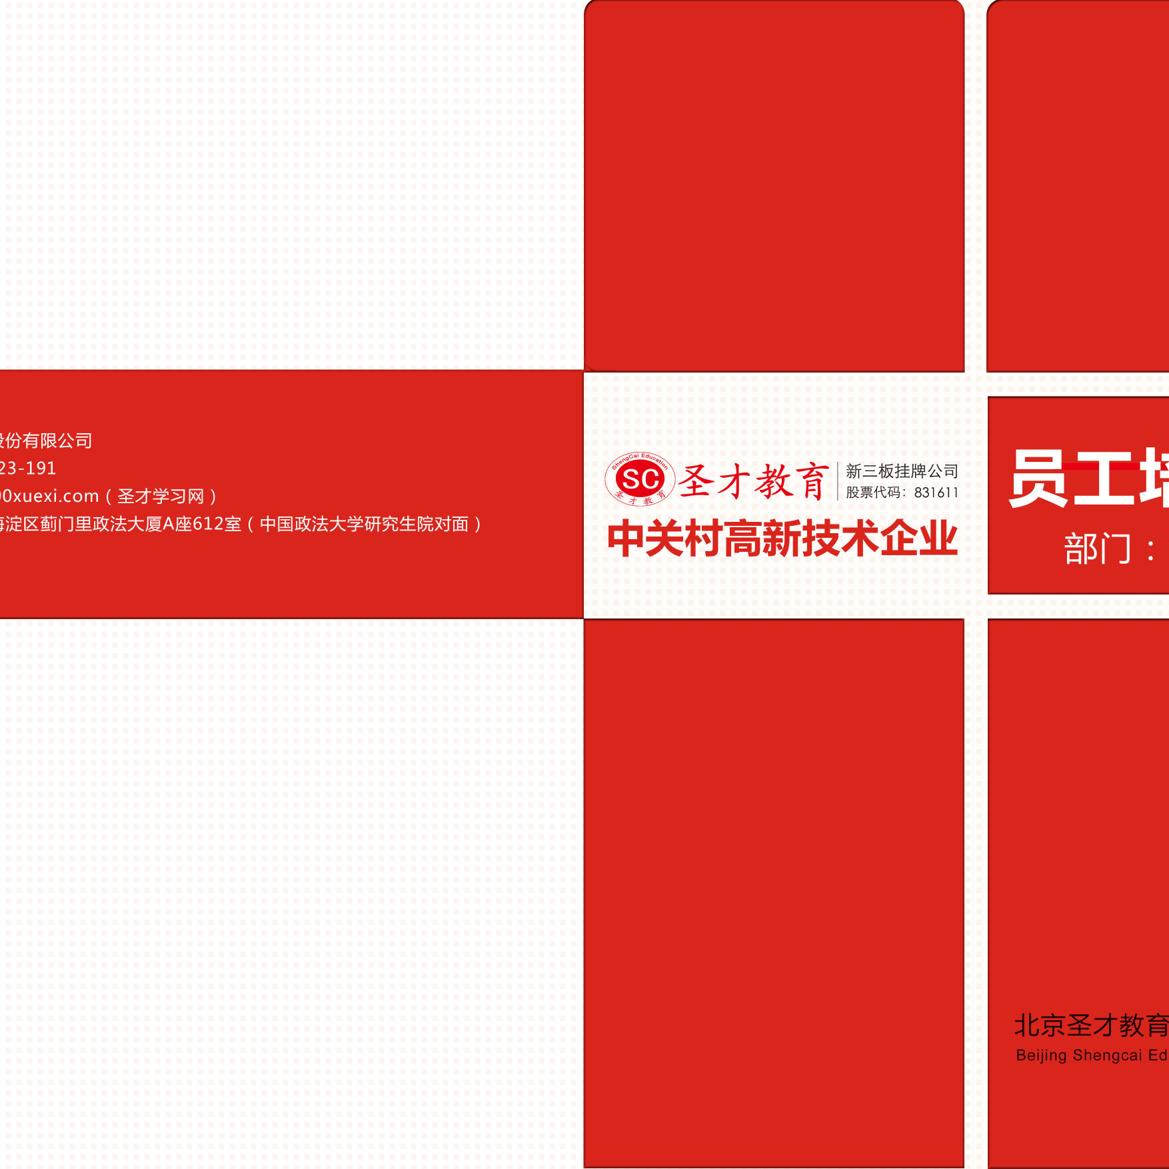 份有限公司
23-191
00xuexi.com（圣才学习网）
海淀区蓟门里政法大厦A座612室（中国政法大学研究生院对面）
ShengCai Education
SC
圣才教育
圣才教育
新三板挂牌公司
股票代码：831611
中关村高新技术企业
员工培
部门：
北京圣才教育
Beijing Shengcai Ed